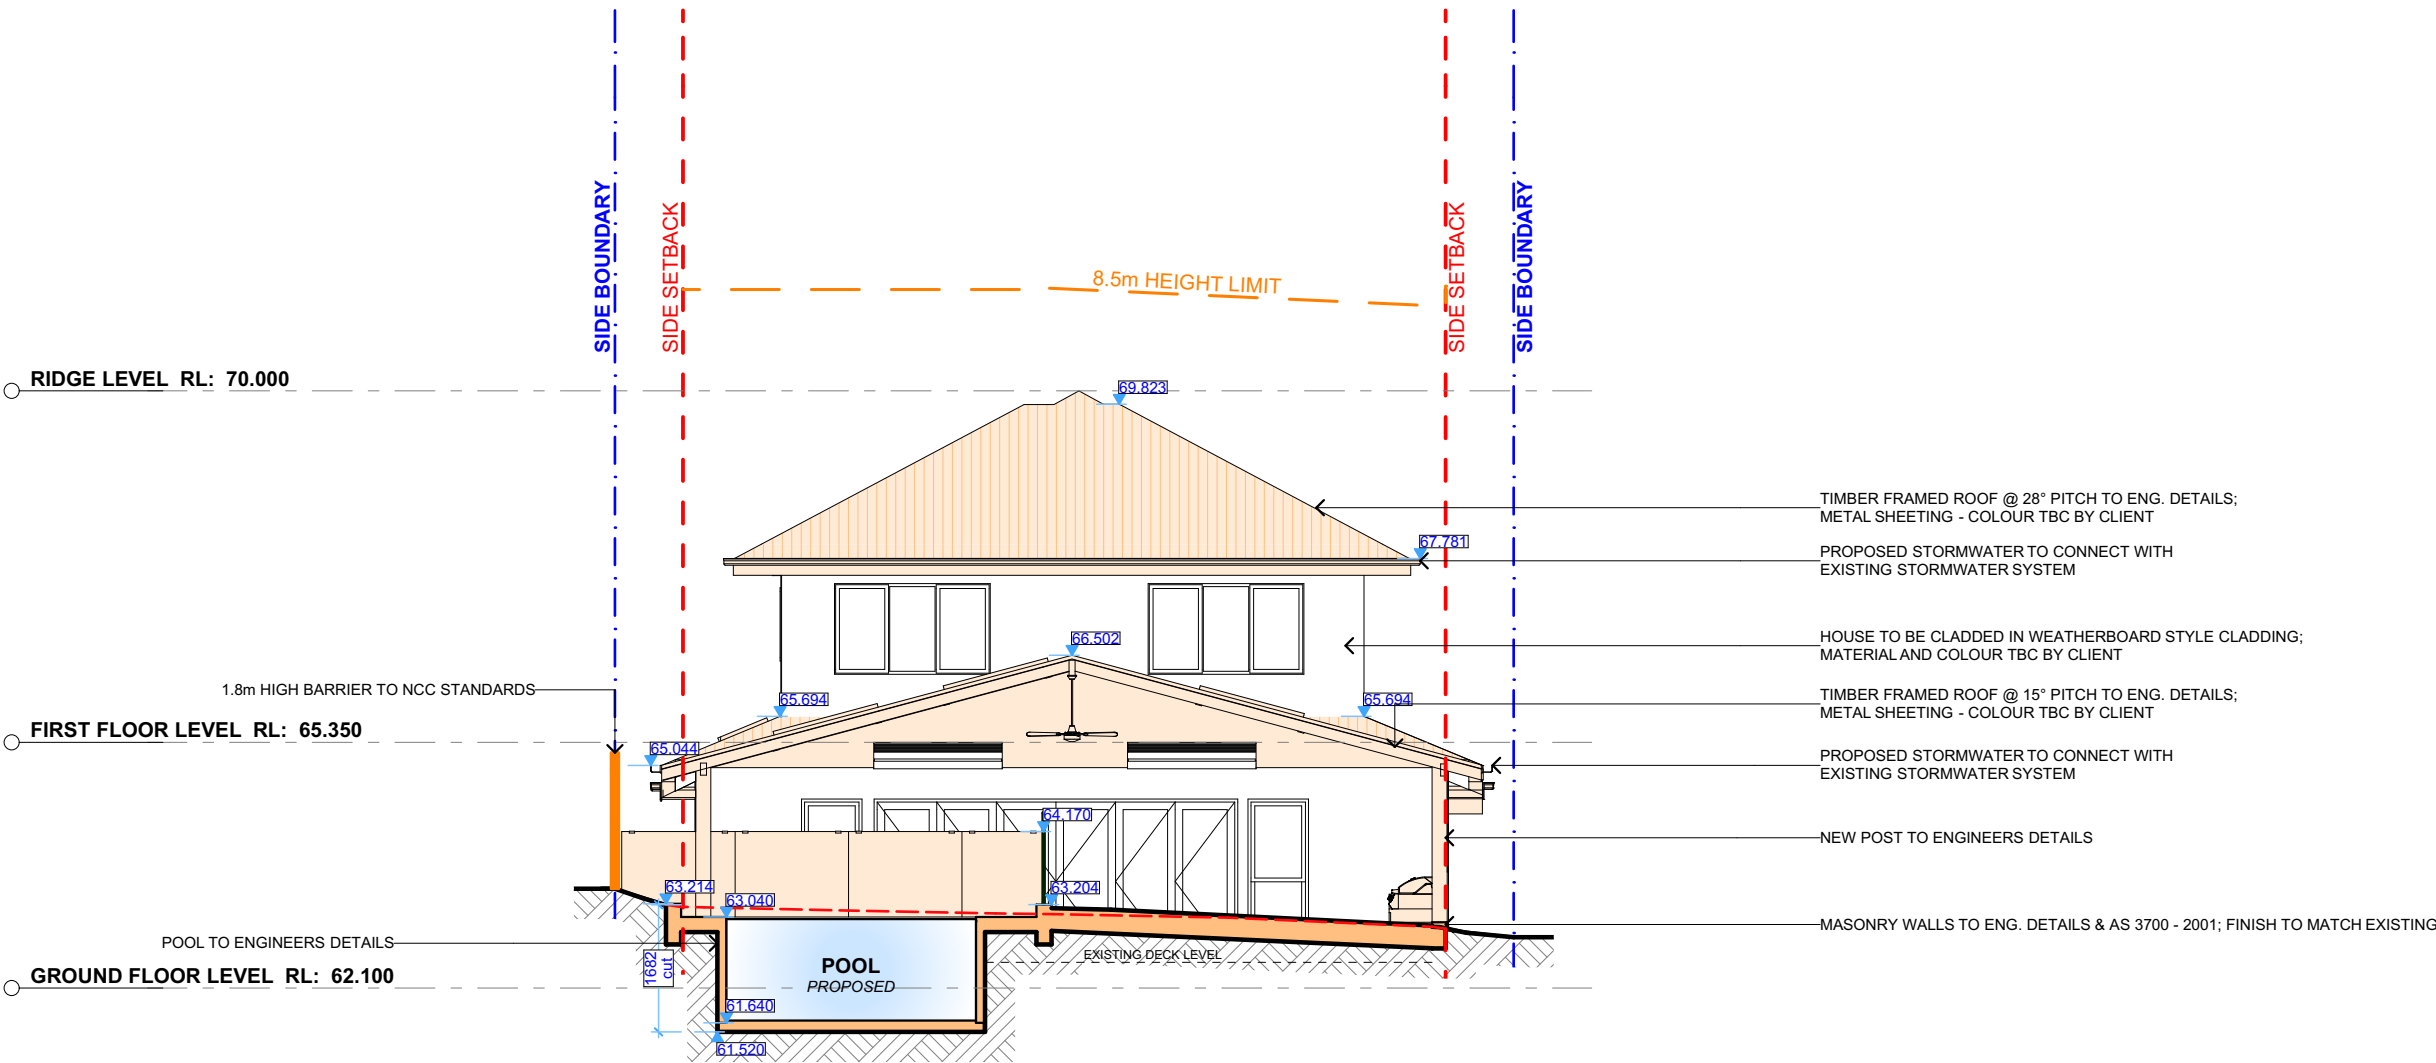 SIDE BOUNDARY
SIDE SETBACK
SIDE SETBACK
SIDE BOUNDARY
8.5m HEIGHT LIMIT
RIDGE LEVEL RL: 70.000
69.823
TIMBER FRAMED ROOF @ 28° PITCH TO ENG. DETAILS;
METAL SHEETING - COLOUR TBC BY CLIENT
67.781
PROPOSED STORMWATER TO CONNECT WITH
EXISTING STORMWATER SYSTEM
66.502
HOUSE TO BE CLADDED IN WEATHERBOARD STYLE CLADDING;
MATERIAL AND COLOUR TBC BY CLIENT
1.8m HIGH BARRIER TO NCC STANDARDS
65.694
65.694
TIMBER FRAMED ROOF @ 15° PITCH TO ENG. DETAILS;
METAL SHEETING - COLOUR TBC BY CLIENT
FIRST FLOOR LEVEL RL: 65.350
65.044
PROPOSED STORMWATER TO CONNECT WITH
EXISTING STORMWATER SYSTEM
64.170
NEW POST TO ENGINEERS DETAILS
63.214
63.040
63.204
MASONRY WALLS TO ENG. DETAILS & AS 3700 - 2001; FINISH TO MATCH EXISTING
POOL TO ENGINEERS DETAILS
1682
cut
EXISTING DECK LEVEL
POOL
PROPOSED
GROUND FLOOR LEVEL RL: 62.100
61.640
61.520